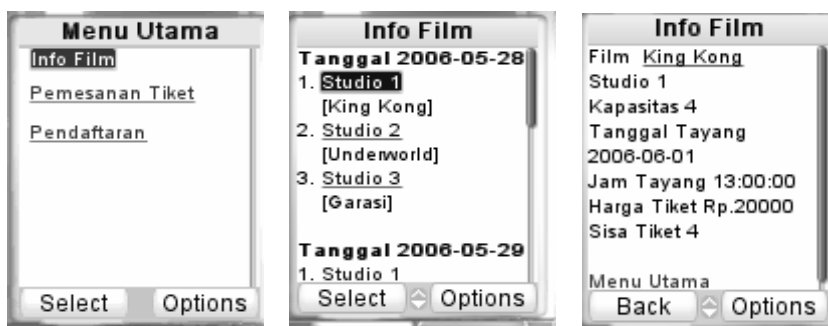 Menu Utama
Info Film
Pemesanan Tiket
Pendaftaran
Select Options
Info Film
Tanggal 2006-05-28
1. Studio 1
[King Kong]
2. Studio 2
[Underworld]
3. Studio 3
[Garasi]
Tanggal 2006-05-29
1. Studio 1
Select Options
Info Film
Film King Kong
Studio 1
Kapasitas 4
Tanggal Tayang
2006-06-01
Jam Tayang 13:00:00
Harga Tiket Rp.20000
Sisa Tiket 4
Menu Utama
Back Options